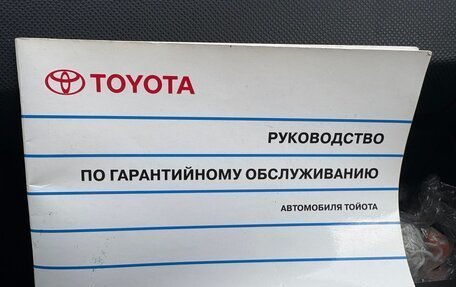 TOYOTA
РУКОВОДСТВО
ПО ГАРАНТИЙНОМУ ОБСЛУЖИВАНИЮ
АВТОМОБИЛЯ ТОЙОТА